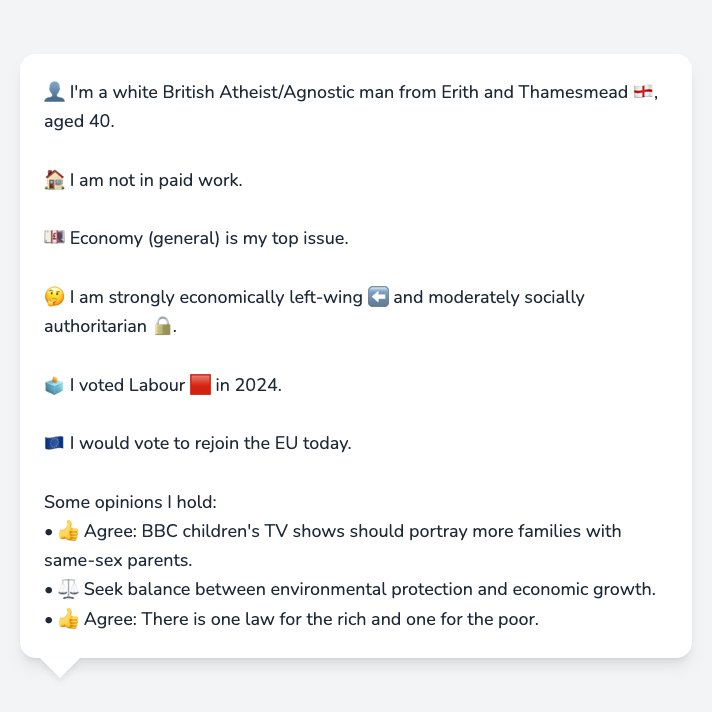 👤 I'm a white British Atheist/Agnostic man from Erith and Thamesmead 🏴󠁧󠁢󠁥󠁮󠁧󠁿,
aged 40.
🏠 I am not in paid work.
💷 Economy (general) is my top issue.
🤔 I am strongly economically left-wing ⬅️ and moderately socially
authoritarian 🔒.
🗳️ I voted Labour 🟥 in 2024.
🇪🇺 I would vote to rejoin the EU today.
Some opinions I hold:
• 👍 Agree: BBC children's TV shows should portray more families with
same-sex parents.
• ⚖️ Seek balance between environmental protection and economic growth.
• 👍 Agree: There is one law for the rich and one for the poor.